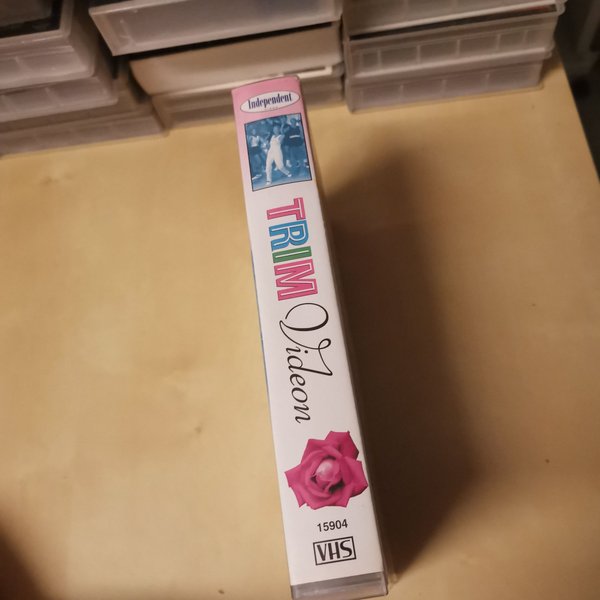 Independent
TRIM
Videon
15904
VHS